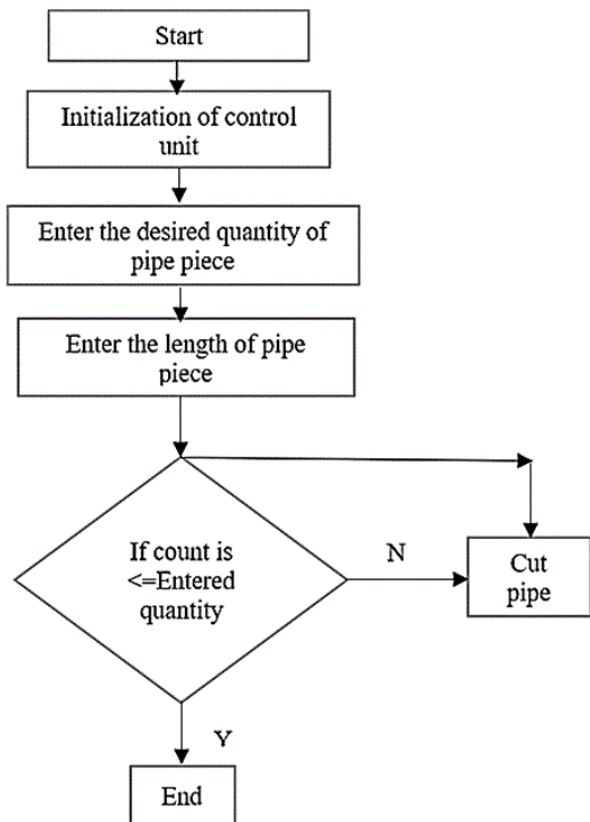 Start
Initialization of control
unit
Enter the desired quantity of
pipe piece
Enter the length of pipe
piece
If count is
<=Entered
quantity
N
Cut
pipe
Y
End